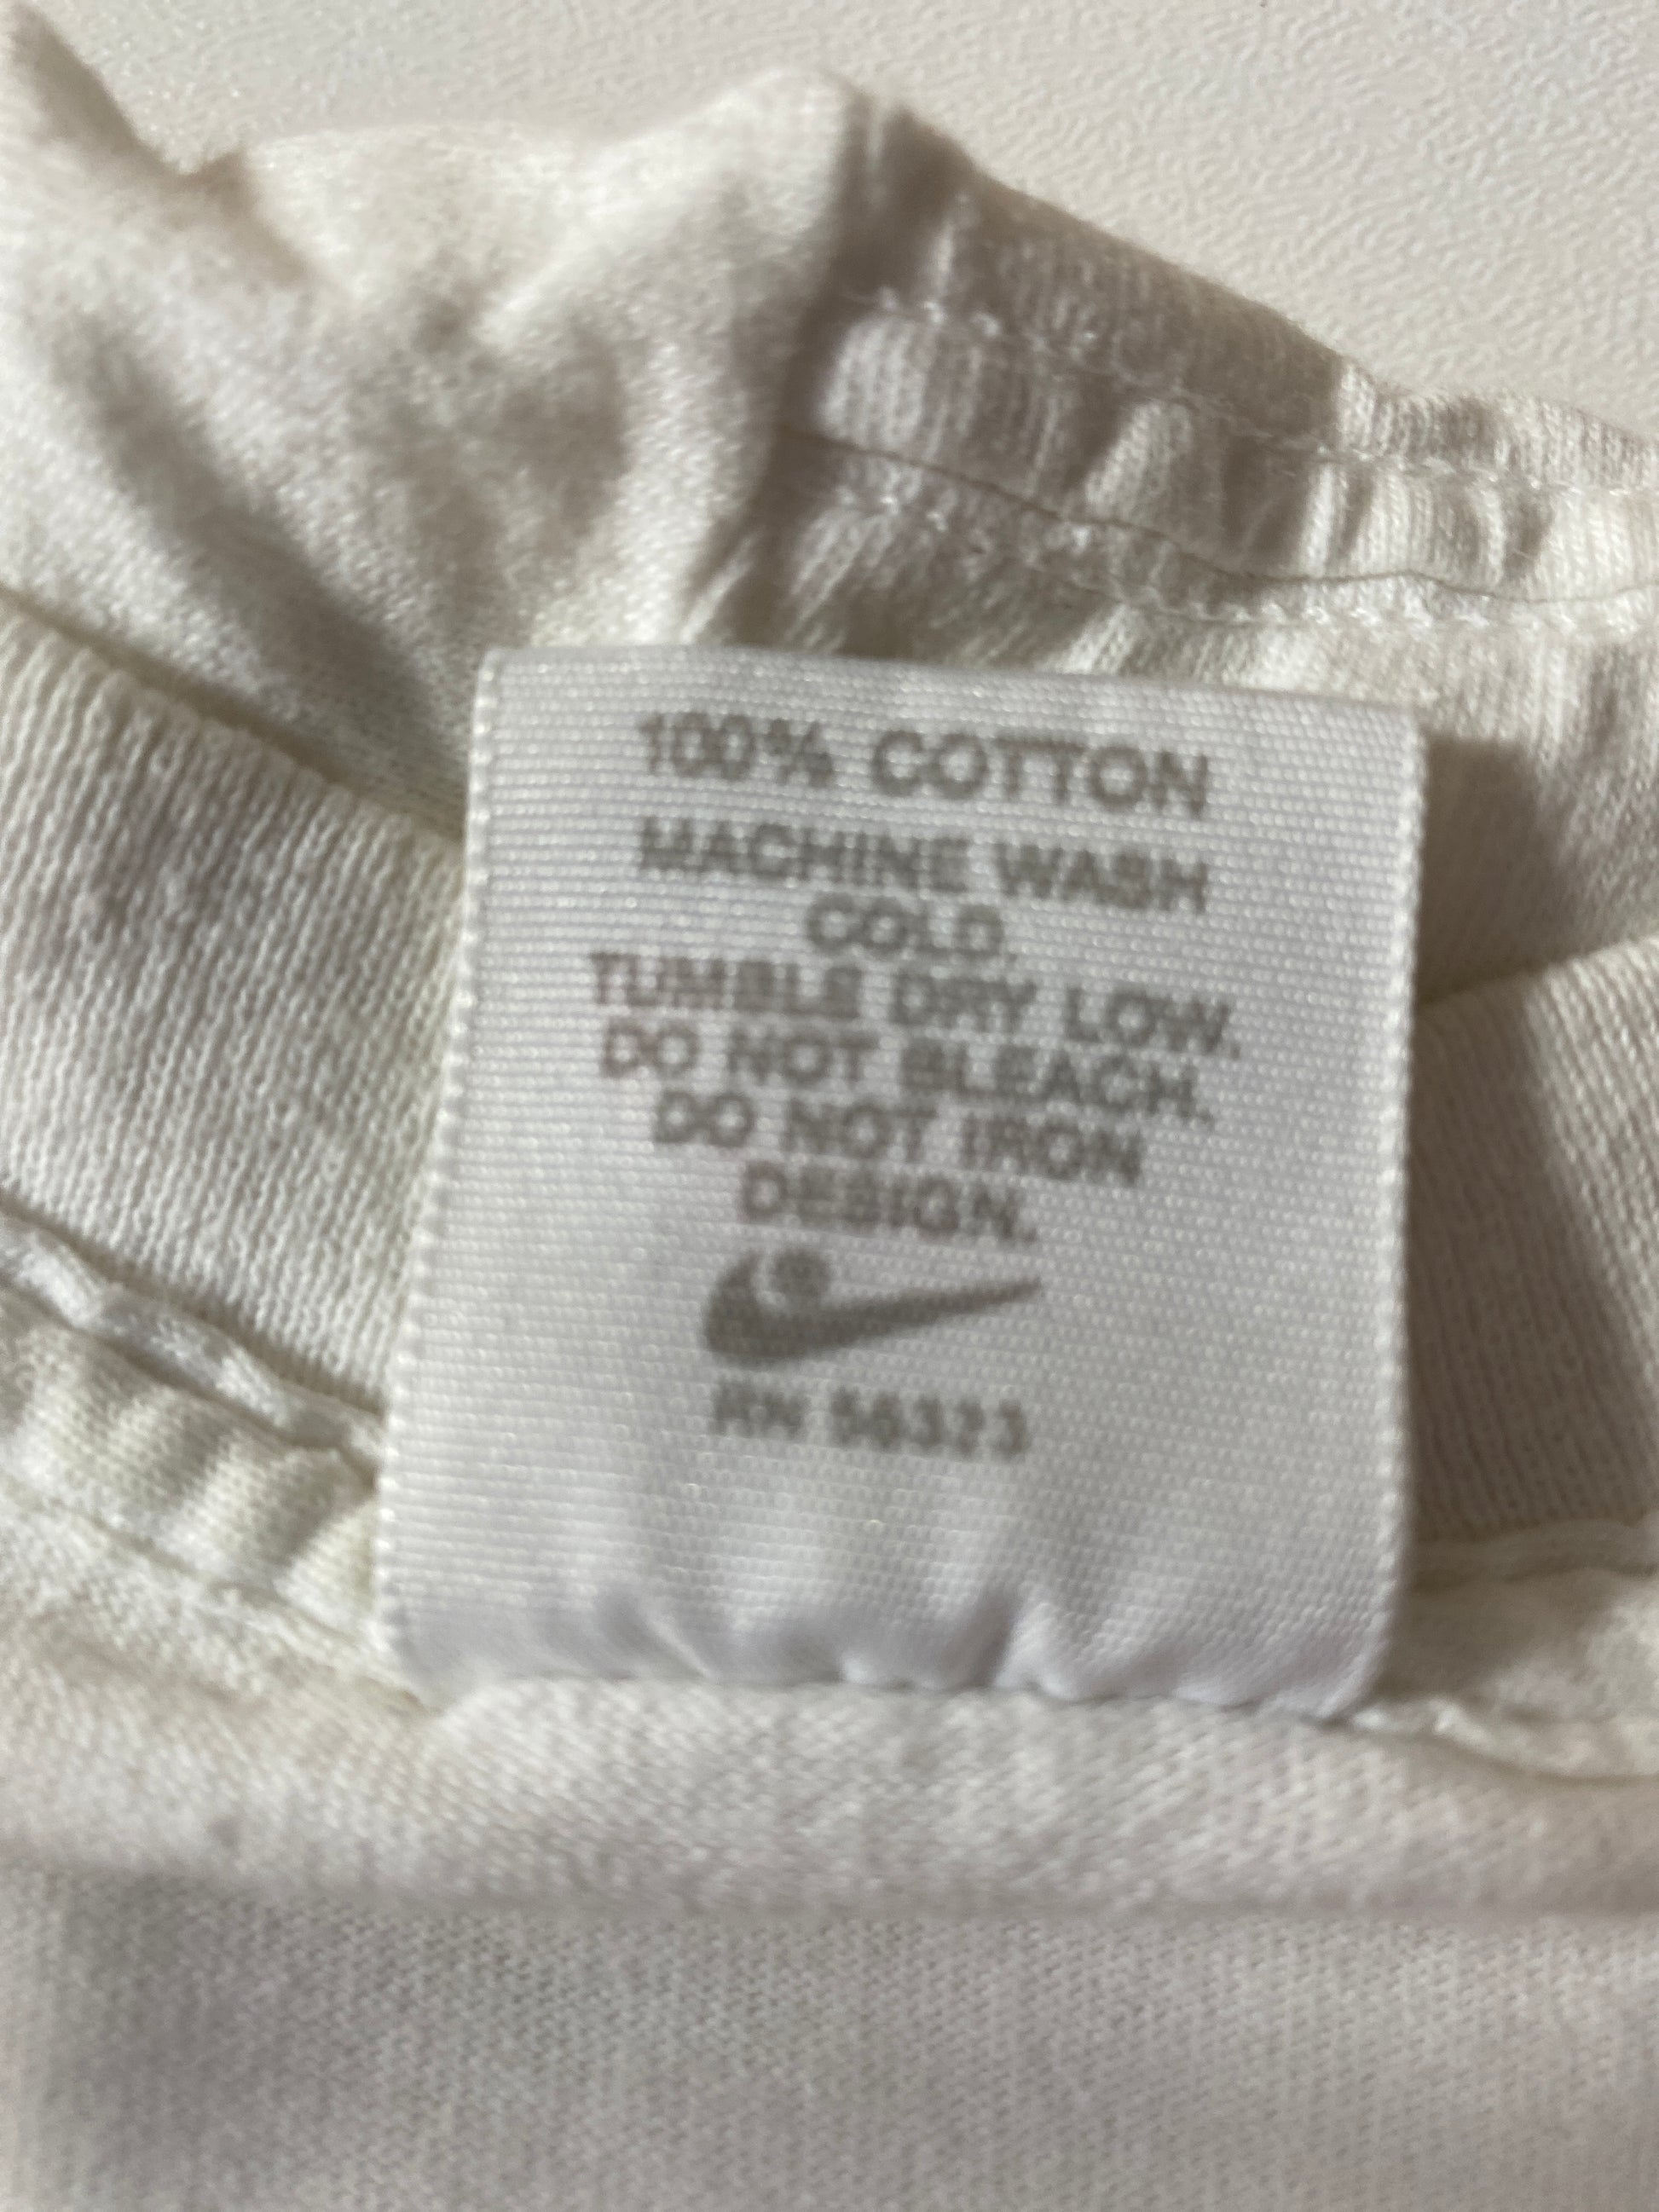 100% COTTON
MACHINE WASH
COLD.
TUMBLE DRY LOW.
DO NOT BLEACH.
DO NOT IRON
DESIGN.
RN 56323